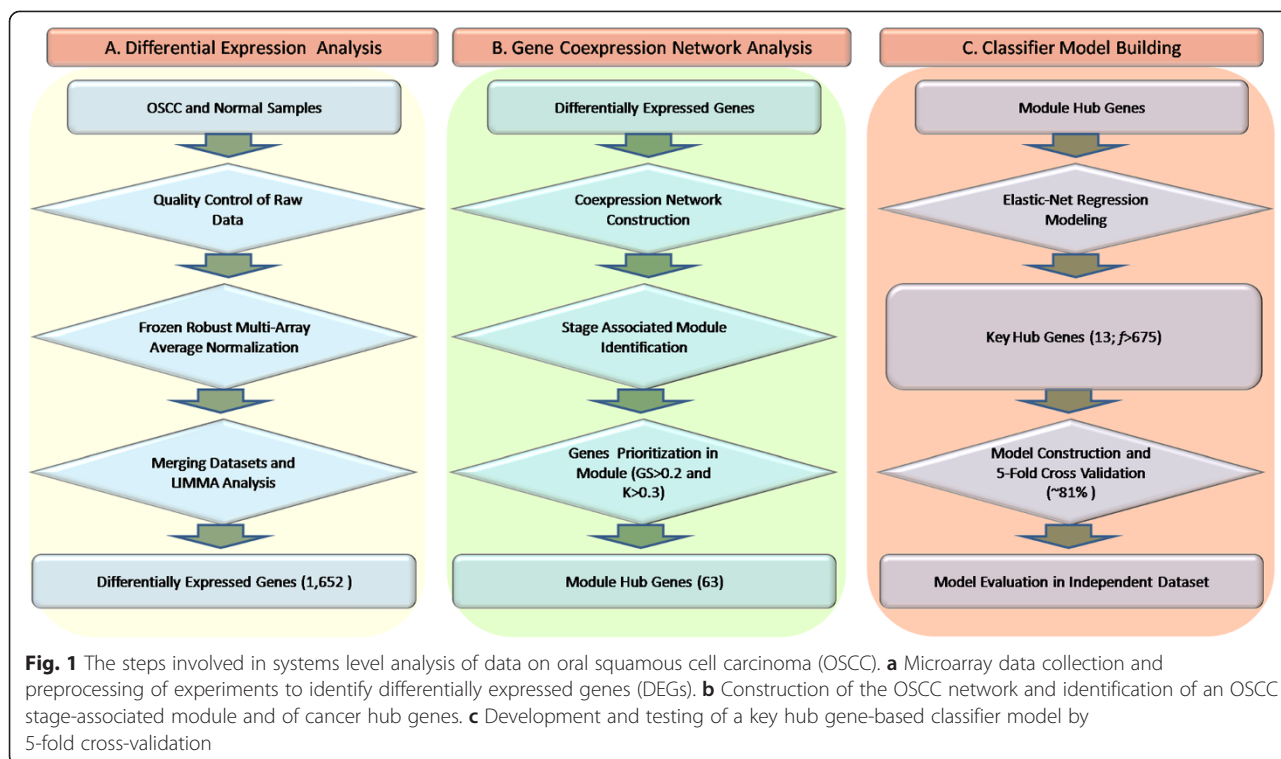 A. Differential Expression Analysis
OSCC and Normal Samples
Quality Control of Raw
Data
Frozen Robust Multi-Array
Average Normalization
Merging Datasets and
LIMMA Analysis
Differentially Expressed Genes (1,652 )
B. Gene Coexpression Network Analysis
Differentially Expressed Genes
Coexpression Network
Construction
Stage Associated Module
Identification
Genes Prioritization in
Module (GS>0.2 and
K>0.3)
Module Hub Genes (63)
C. Classifier Model Building
Module Hub Genes
Elastic-Net Regression
Modeling
Key Hub Genes (13; f>675)
Model Construction and
5-Fold Cross Validation
(~81% )
Model Evaluation in Independent Dataset
Fig. 1 The steps involved in systems level analysis of data on oral squamous cell carcinoma (OSCC). a Microarray data collection and
preprocessing of experiments to identify differentially expressed genes (DEGs). b Construction of the OSCC network and identification of an OSCC
stage-associated module and of cancer hub genes. c Development and testing of a key hub gene-based classifier model by
5-fold cross-validation